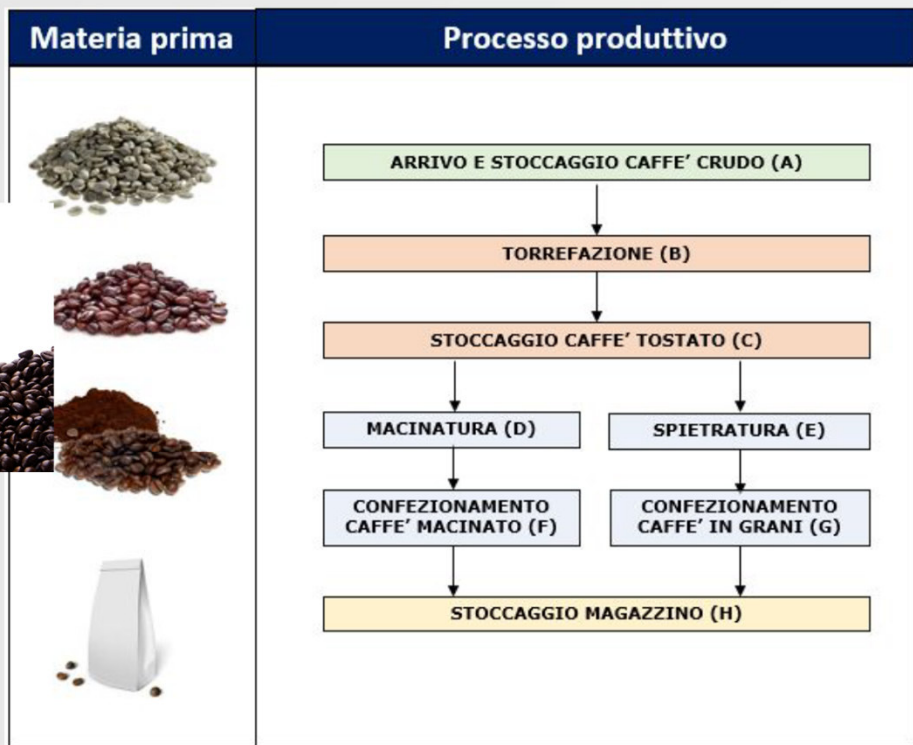 Materia prima
Processo produttivo
ARRIVO E STOCCAGGIO CAFFE' CRUDO (A)
TORREFAZIONE (B)
STOCCAGGIO CAFFE' TOSTATO (C)
MACINATURA (D)
SPIETRATURA (E)
CONFEZIONAMENTO
CAFFE' MACINATO (F)
CONFEZIONAMENTO
CAFFE' IN GRANI (G)
STOCCAGGIO MAGAZZINO (H)